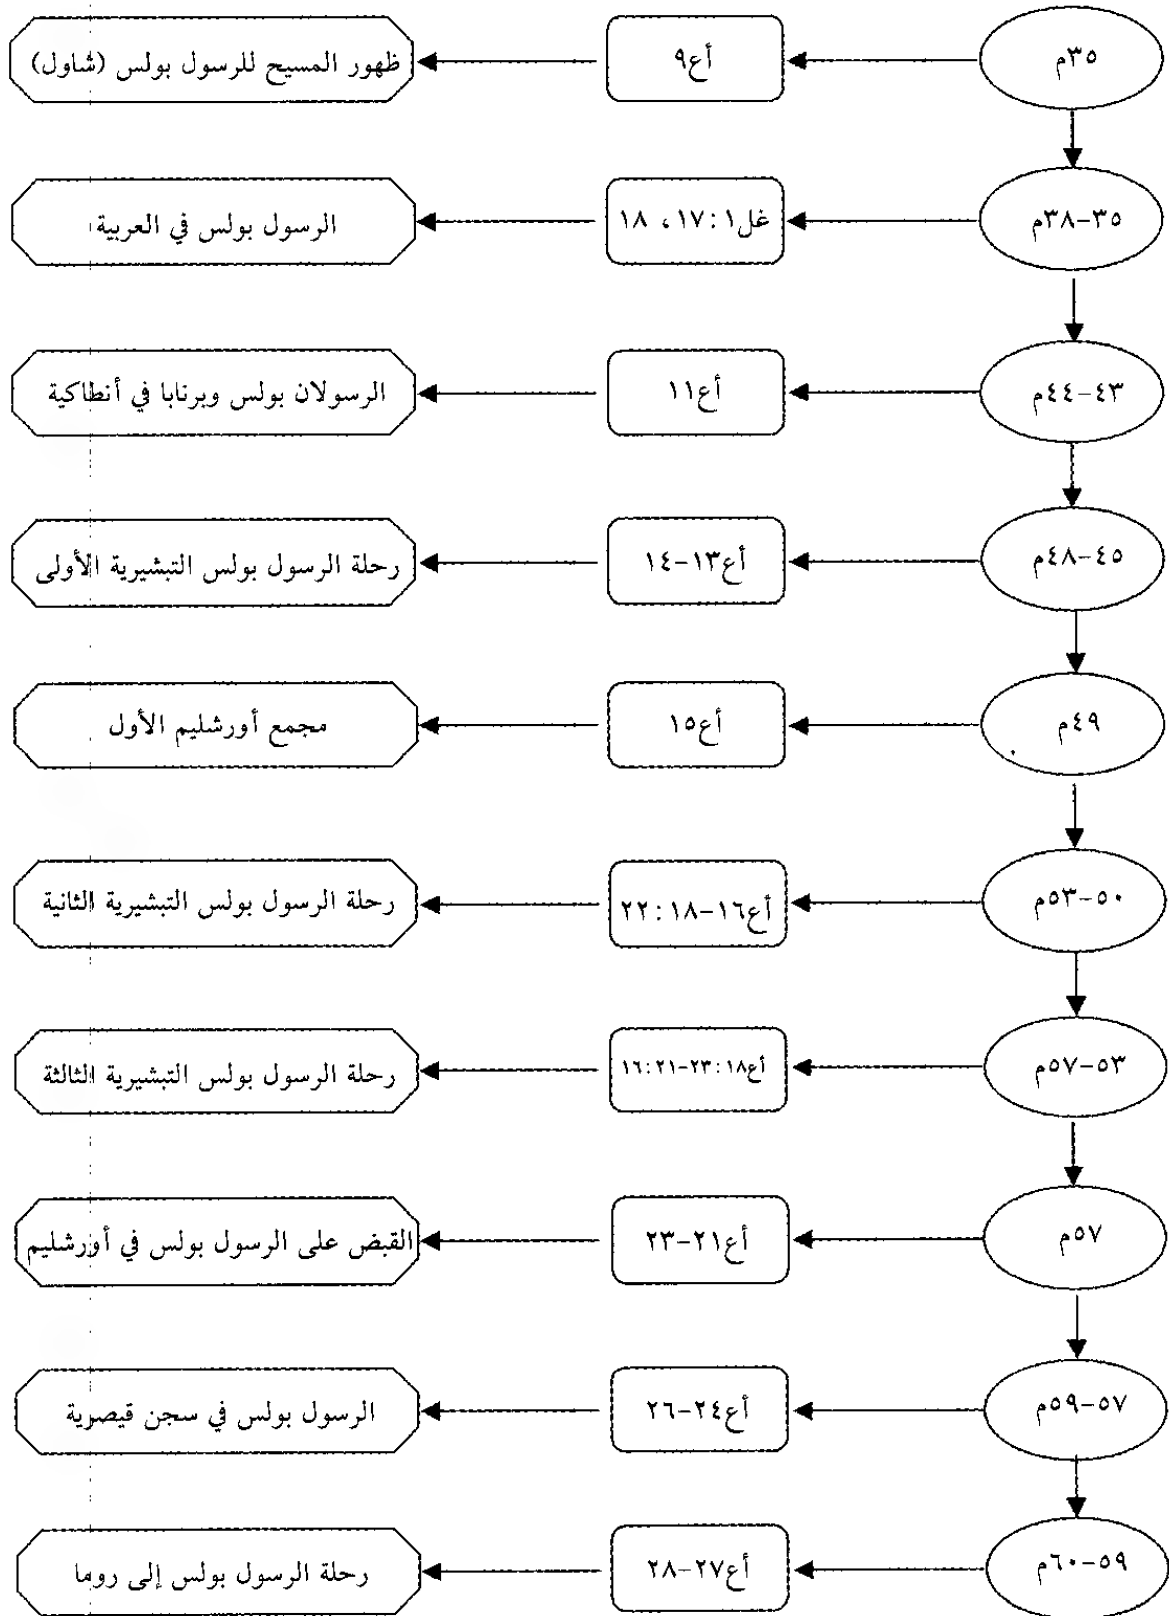 ٣٥م
أع٩
ظهور المسيح للرسول بولس (شاول)
٣٥-٣٨م
غل١: ١٧، ١٨
الرسول بولس في العربية
٤٣-٤٤م
أع١١
الرسولان بولس وبرنابا في أنطاكية
٤٥-٤٨م
أع١٣-١٤
رحلة الرسول بولس التبشيرية الأولى
٤٩م
أع١٥
مجمع أورشليم الأول
٥٠-٥٣م
أع١٦-١٨: ٢٢
رحلة الرسول بولس التبشيرية الثانية
٥٣-٥٧م
أع١٨: ٢٣-٢١: ١٦
رحلة الرسول بولس التبشيرية الثالثة
٥٧م
أع٢١-٢٣
القبض على الرسول بولس في أورشليم
٥٧-٥٩م
أع٢٤-٢٦
الرسول بولس في سجن قيصرية
٥٩-٦٠م
أع٢٧-٢٨
رحلة الرسول بولس إلى روما